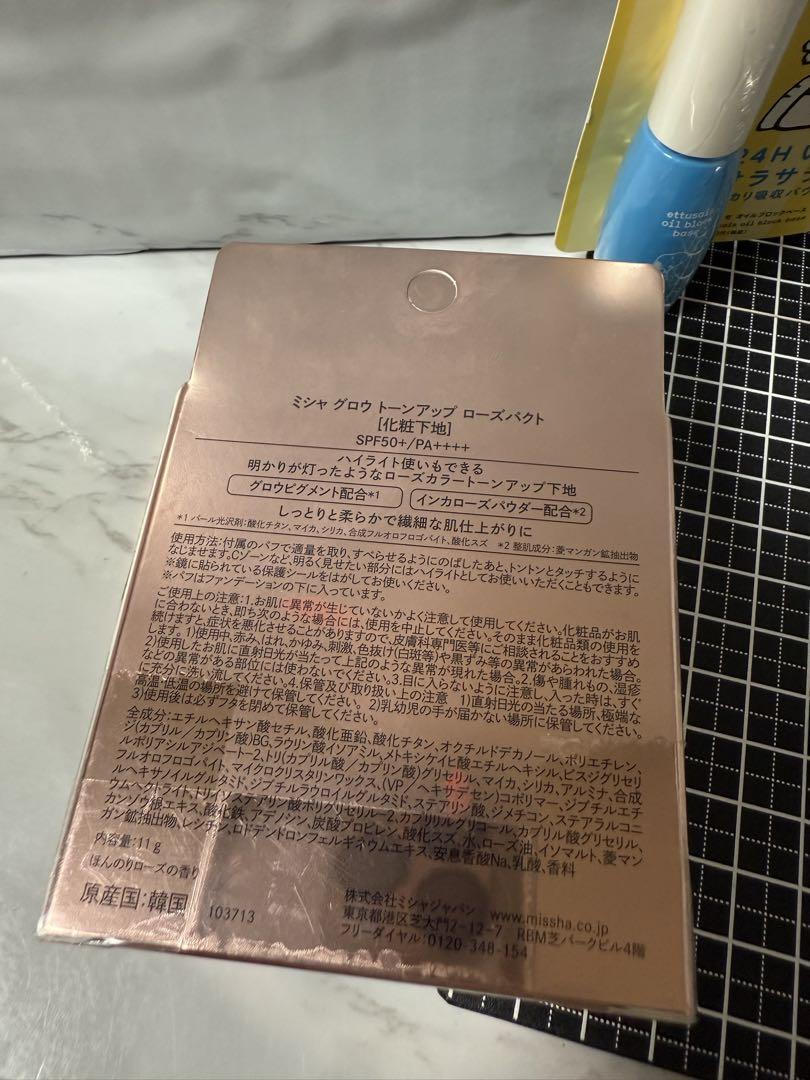 ミシャ グロウ トーンアップ ローズパクト
[化粧下地]
SPF50+/PA++++
ハイライト使いもできる
明かりが灯ったようなローズカラートーンアップ下地
グロウピグメント配合*1
インカローズパウダー配合*2
しっとりと柔らかで繊細な肌仕上がりに
*1 パール光沢剤:酸化チタン、マイカ、シリカ、合成フルオロフロゴパイト、酸化スズ *2 整肌成分:菱マンガン鉱抽出物
使用方法:付属のパフで適量を取り、すべらせるようにのばしたあと、トントンとタッチするように
なじませます。Cゾーンなど、明るく見せたい部分にはハイライトとしてお使いいただくこともできます。
※鏡に貼られている保護シールをはがしてお使いください。
※パフはファンデーションの下に入っています。
ご使用上の注意:1.お肌に異常が生じていないかよく注意して使用してください。化粧品がお肌
に合わないとき、即ち次のような場合には、使用を中止してください。そのまま化粧品類の使用を
続けますと、症状を悪化させることがありますので、皮膚科専門医等にご相談されることをおすすめ
します。1)使用中、赤み、はれ、かゆみ、刺激、色抜け(白斑等)や黒ずみ等の異常があらわれた場合。
2)使用したお肌に直射日光が当たって上記のような異常が現れた場合。2.傷や腫れもの、湿疹
などの異常がある部位には使わないでください。3.目に入らないように注意し、入った時は、すぐ
に充分に洗い流してください。4.保管及び取り扱い上の注意 1)直射日光の当たる場所、極端な
高温・低温の場所を避けて保管してください。 2)乳幼児の手が届かない場所に保管してください。
3)使用後は必ずフタを閉めて保管してください。
全成分:エチルヘキサン酸セチル、酸化亜鉛、酸化チタン、オクチルドデカノール、ポリエチレン、
ジ(カプリル/カプリン酸)BG、ラウリン酸イソアミル、メトキシケイヒ酸エチルヘキシル、ビスジグリセリ
ルポリアシルアジペート-2、トリ(カプリル酸/カプリン酸)グリセリル、マイカ、シリカ、アルミナ、合成
フルオロフロゴパイト、マイクロクリスタリンワックス、(VP/ヘキサデセン)コポリマー、ジブチルエチ
ルヘキサノイルグルタミド、ジブチルラウロイルグルタミド、ステアリン酸、ジメチコン、ステアラルコニ
ウムヘクトライト、トリイソステアリン酸ポリグリセリル-2、カプリリルグリコール、カプリル酸グリセリル、
カンゾウ根エキス、酸化鉄、アデノシン、炭酸プロピレン、酸化スズ、水、ローズ油、イソマルト、菱マン
ガン鉱抽出物、レシチン、ロドデンドロンフェルギネウムエキス、安息香酸Na、乳酸、香料
内容量:11g
ほんのりローズの香り
原産国:韓国
103713
株式会社ミシャジャパン www.missha.co.jp
東京都港区芝大門2-12-7 RBM芝パークビル4階
フリーダイヤル:0120-348-154
oil block
base
24H
サラサ